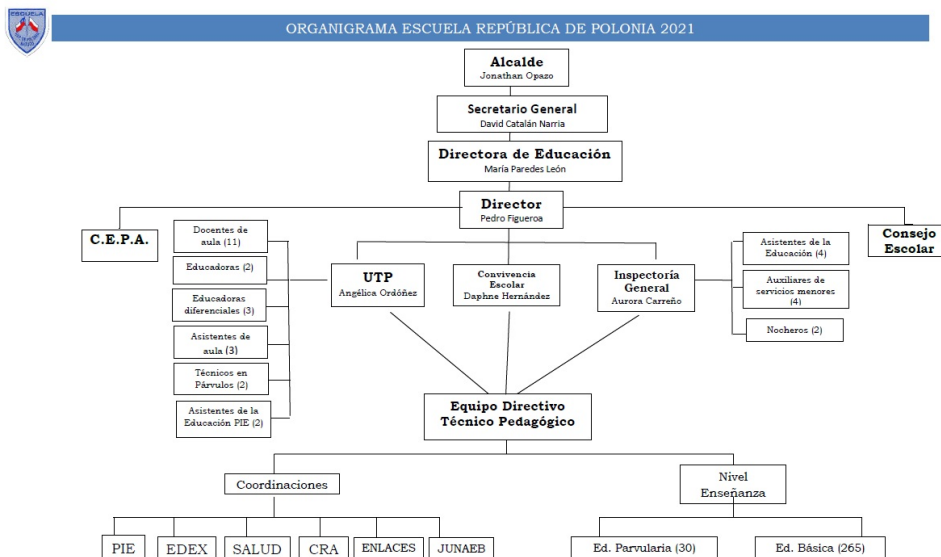 ESCUELA
ORGANIGRAMA ESCUELA REPÚBLICA DE POLONIA 2021
Alcalde
Jonathan Opazo
Secretario General
David Catalán Narria
Directora de Educación
María Paredes León
Director
Pedro Figueroa
C.E.P.A.
Consejo
Escolar
Docentes de
aula (11)
Educadoras (2)
Educadoras
diferenciales (3)
Asistentes de
aula (3)
Técnicos en
Párvulos (2)
Asistentes de la
Educación PIE (2)
UTP
Angélica Ordóñez
Convivencia
Escolar
Daphne Hernández
Inspectoría
General
Aurora Carreño
Asistentes de la
Educación (4)
Auxiliares de
servicios menores
(4)
Nocheros (2)
Equipo Directivo
Técnico Pedagógico
Coordinaciones
Nivel
Enseñanza
PIE
EDEX
SALUD
CRA
ENLACES
JUNAEB
Ed. Parvularia (30)
Ed. Básica (265)